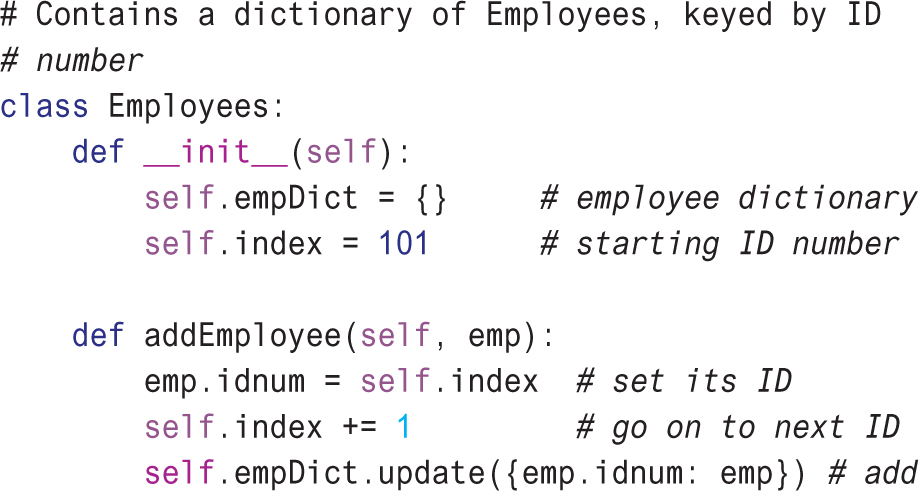 # Contains a dictionary of Employees, keyed by ID
# number
class Employees:
    def __init__(self):
        self.empDict = {}     # employee dictionary
        self.index = 101      # starting ID number

    def addEmployee(self, emp):
        emp.idnum = self.index  # set its ID
        self.index += 1         # go on to next ID
        self.empDict.update({emp.idnum: emp}) # add